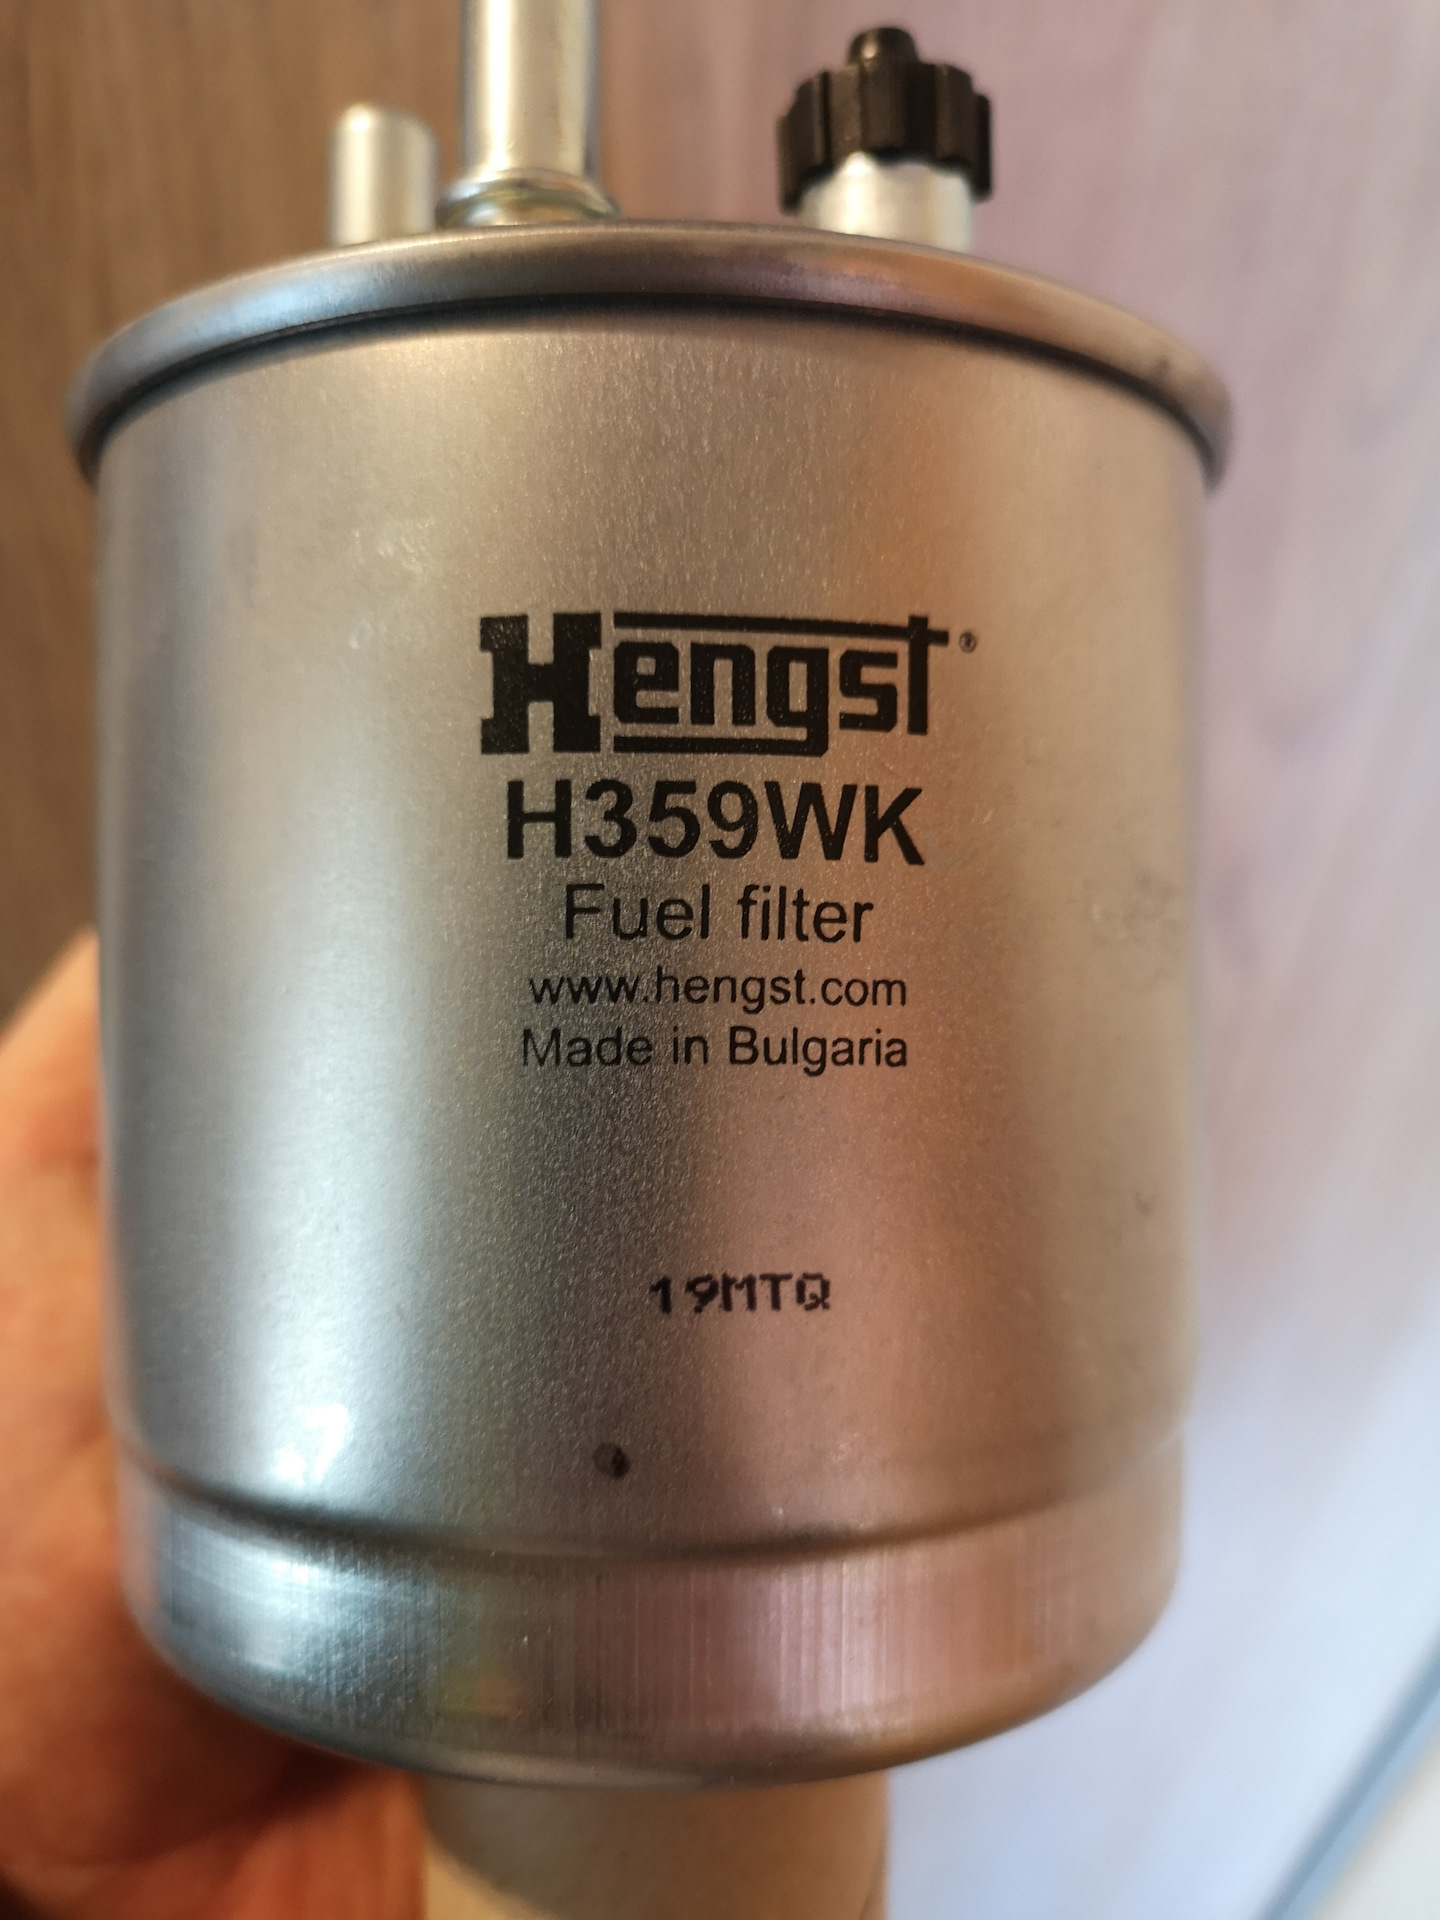 Hengst®
H359WK
Fuel filter
www.hengst.com
Made in Bulgaria
19MTQ